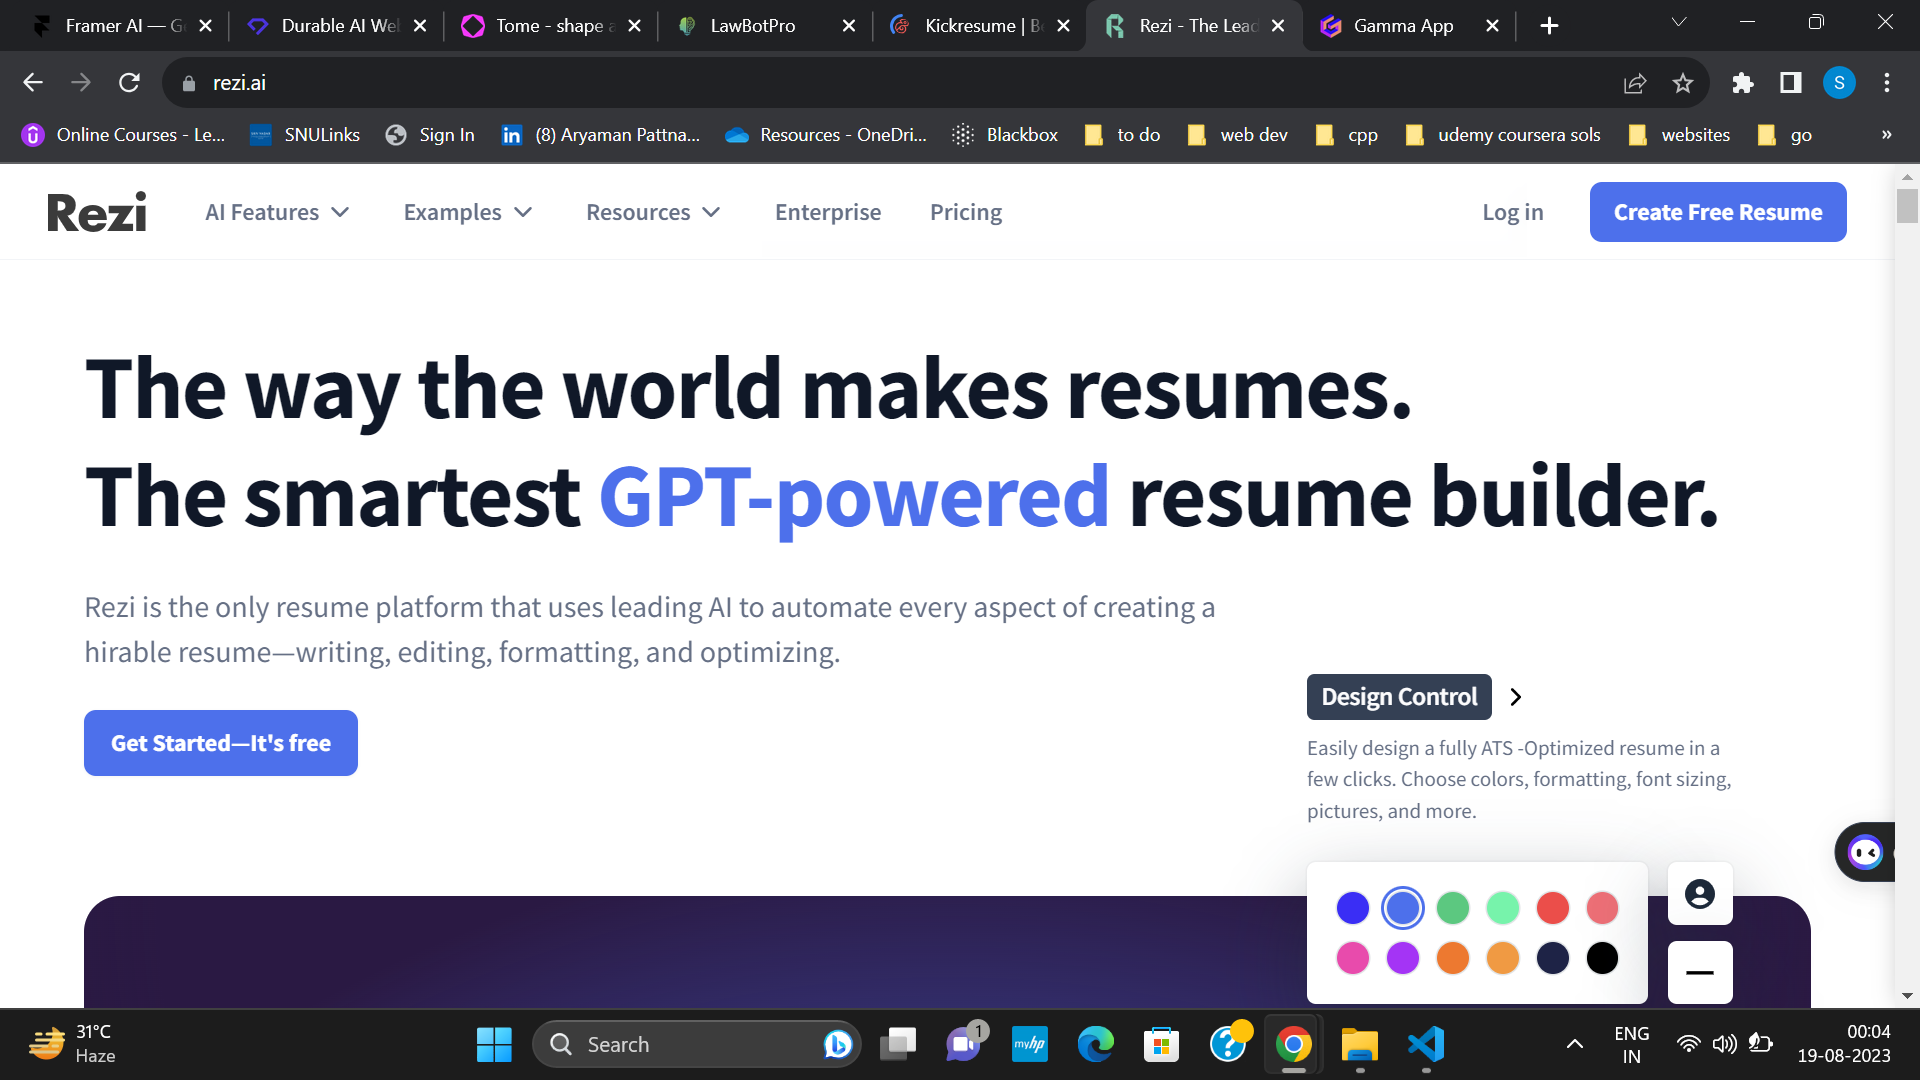 Framer AI — G
Durable AI We
Tome - shape a
LawBotPro
Kickresume | B
Rezi - The Lead
Gamma App
rezi.ai
S
Online Courses - Le...
SNULinks
Sign In
(8) Aryaman Pattna...
Resources - OneDri...
Blackbox
to do
web dev
cpp
udemy coursera sols
websites
go
»
Rezi
AI Features
Examples
Resources
Enterprise
Pricing
Log in
Create Free Resume
The way the world makes resumes.
The smartest GPT-powered resume builder.
Rezi is the only resume platform that uses leading AI to automate every aspect of creating a
hirable resume—writing, editing, formatting, and optimizing.
Get Started—It's free
Design Control
Easily design a fully ATS -Optimized resume in a
few clicks. Choose colors, formatting, font sizing,
pictures, and more.
31°C
Haze
Search
1
myhp
ENG
IN
00:04
19-08-2023